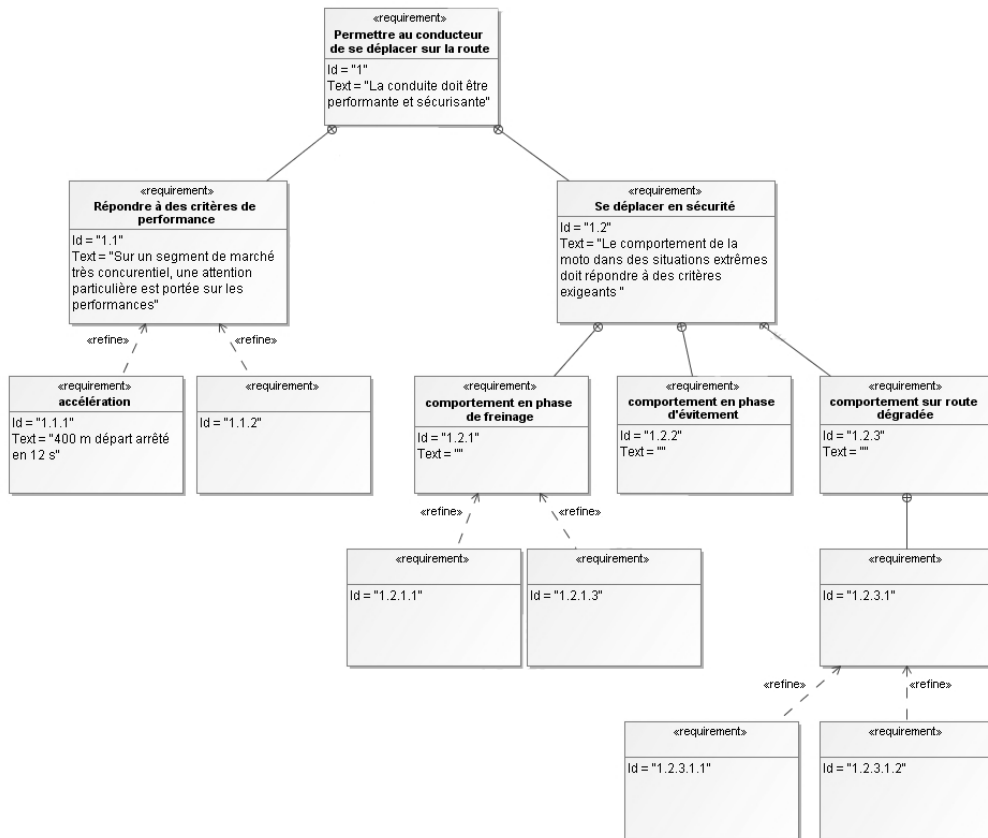 «requirement»
Permettre au conducteur
de se déplacer sur la route
Id = "1"
Text = "La conduite doit être
performante et sécurisante"
«requirement»
Répondre à des critères de
performance
Id = "1.1"
Text = "Sur un segment de marché
très concurentiel, une attention
particulière est portée sur les
performances"
«requirement»
Se déplacer en sécurité
Id = "1.2"
Text = "Le comportement de la
moto dans des situations extrêmes
doit répondre à des critères
exigeants "
«refine»
«refine»
«requirement»
accélération
Id = "1.1.1"
Text = "400 m départ arrêté
en 12 s"
«requirement»
Id = "1.1.2"
«requirement»
comportement en phase
de freinage
Id = "1.2.1"
Text = ""
«requirement»
comportement en phase
d'évitement
Id = "1.2.2"
Text = ""
«requirement»
comportement sur route
dégradée
Id = "1.2.3"
Text = ""
«refine»
«refine»
«requirement»
Id = "1.2.1.1"
«requirement»
Id = "1.2.1.3"
«requirement»
Id = "1.2.3.1"
«refine»
«refine»
«requirement»
Id = "1.2.3.1.1"
«requirement»
Id = "1.2.3.1.2"